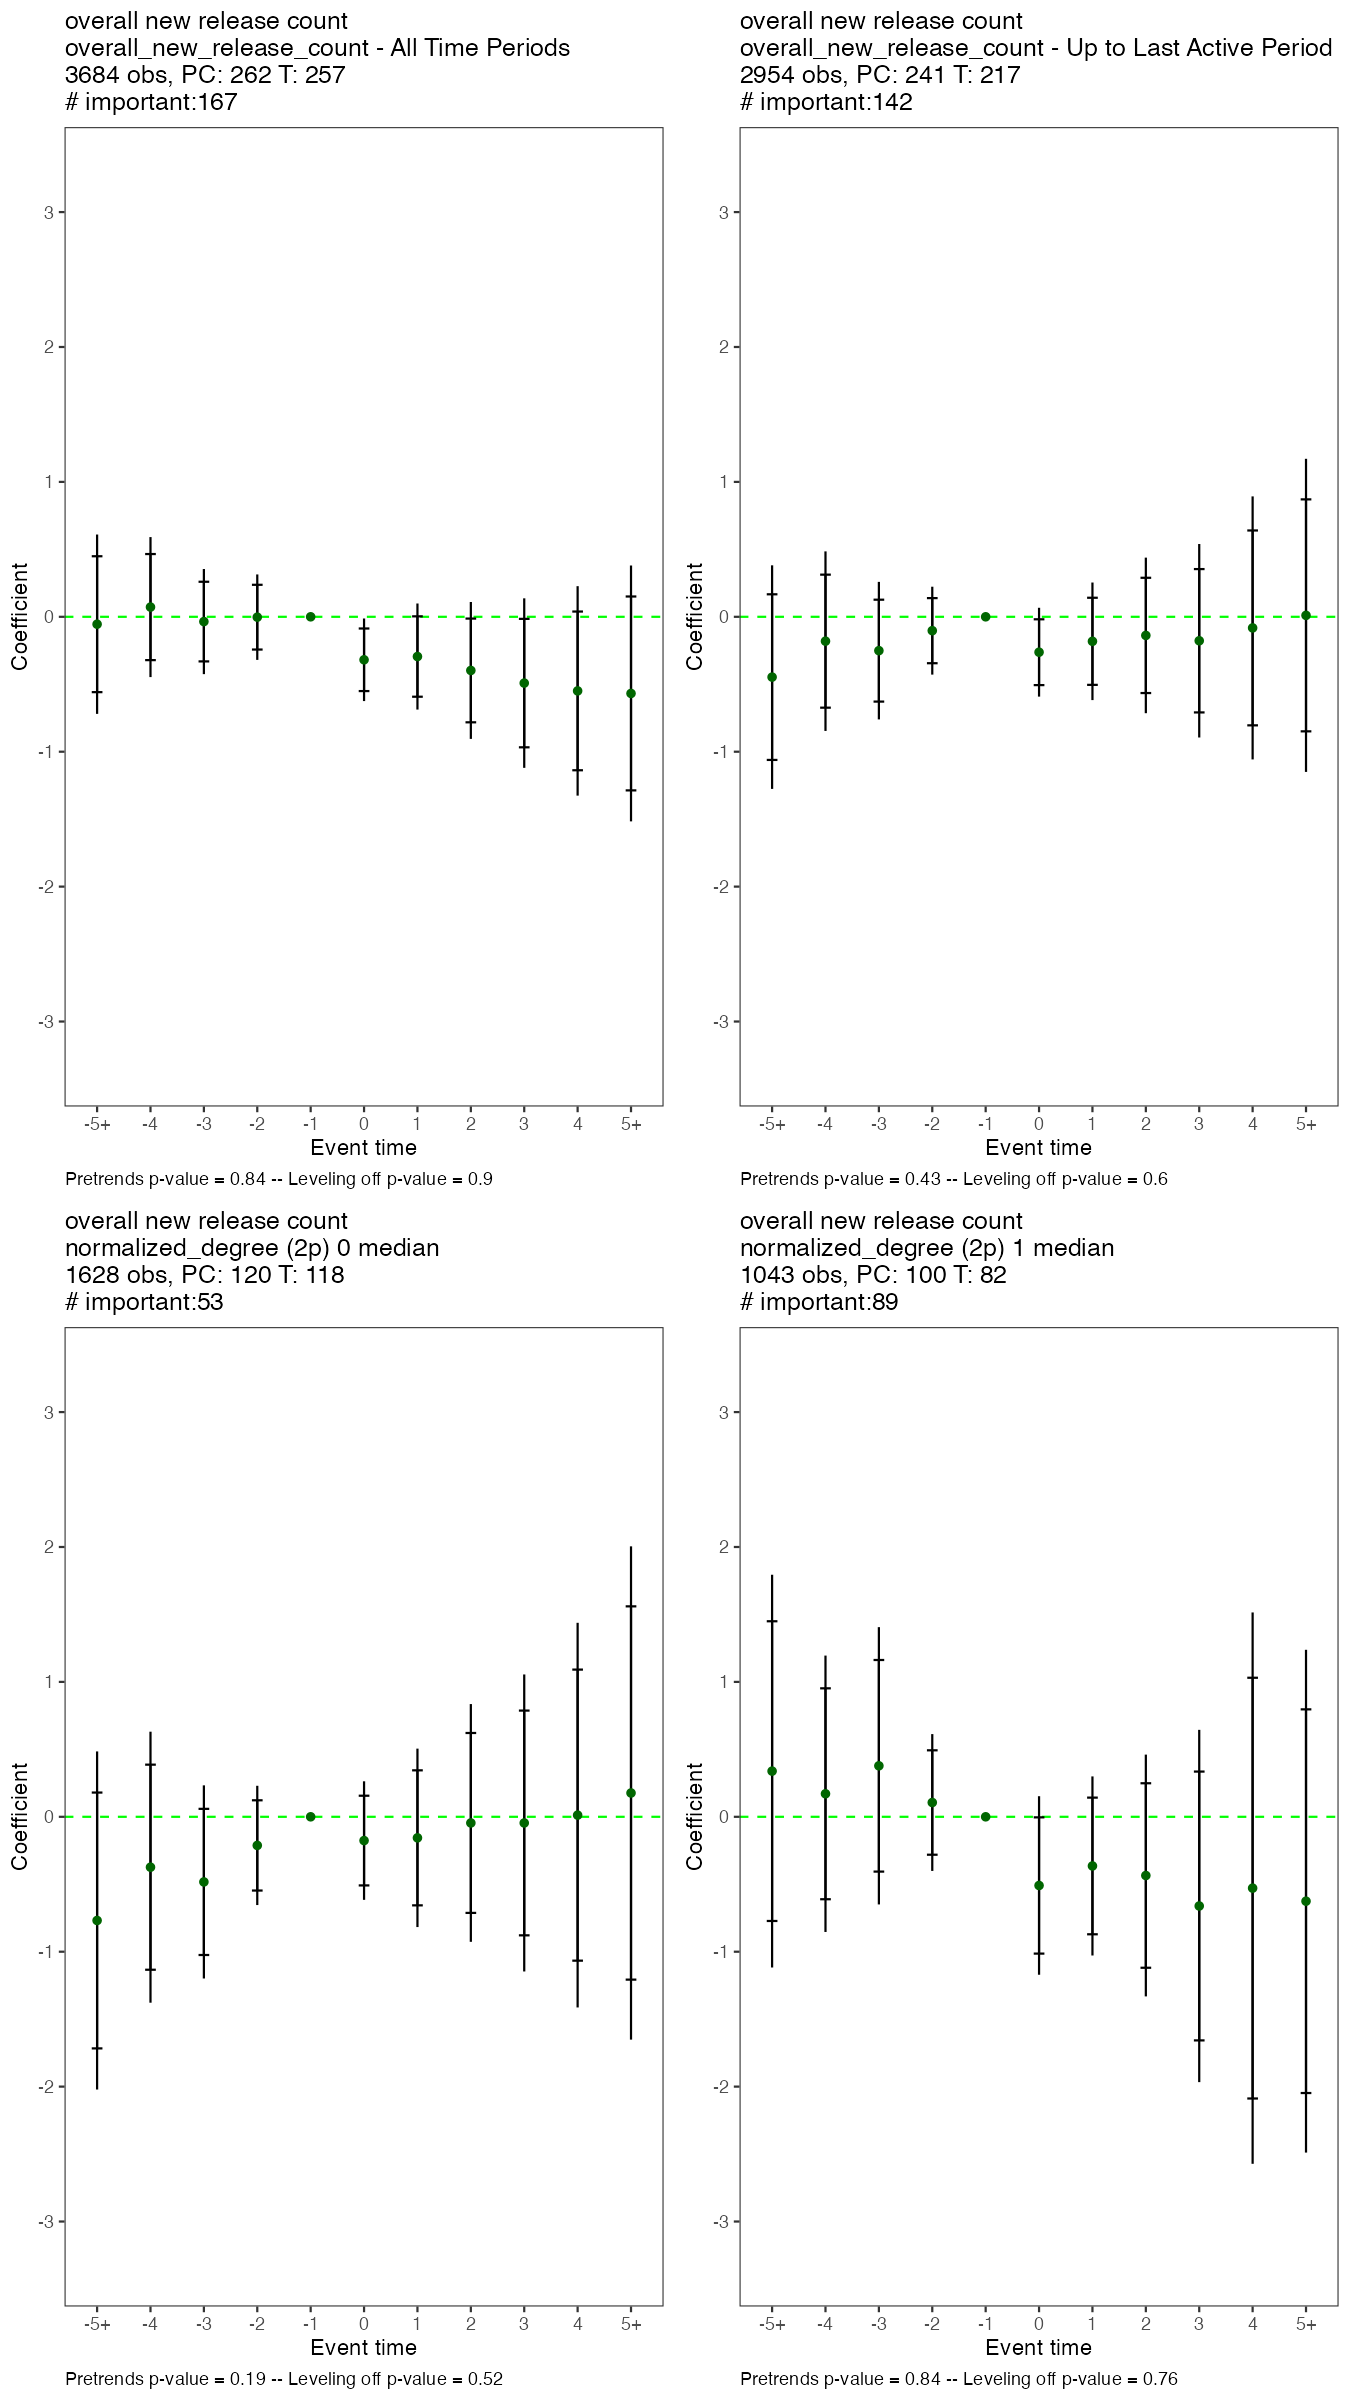 overall new release count
overall_new_release_count - All Time Periods
3684 obs, PC: 262 T: 257
# important:167
3
2
1
0
-1
-2
-3
Coefficient
-5+ -4 -3 -2 -1 0 1 2 3 4 5+
Event time
Pretrends p-value = 0.84 -- Leveling off p-value = 0.9
overall new release count
overall_new_release_count - Up to Last Active Period
2954 obs, PC: 241 T: 217
# important:142
3
2
1
0
-1
-2
-3
Coefficient
-5+ -4 -3 -2 -1 0 1 2 3 4 5+
Event time
Pretrends p-value = 0.43 -- Leveling off p-value = 0.6
overall new release count
normalized_degree (2p) 0 median
1628 obs, PC: 120 T: 118
# important:53
3
2
1
0
-1
-2
-3
Coefficient
-5+ -4 -3 -2 -1 0 1 2 3 4 5+
Event time
Pretrends p-value = 0.19 -- Leveling off p-value = 0.52
overall new release count
normalized_degree (2p) 1 median
1043 obs, PC: 100 T: 82
# important:89
3
2
1
0
-1
-2
-3
Coefficient
-5+ -4 -3 -2 -1 0 1 2 3 4 5+
Event time
Pretrends p-value = 0.84 -- Leveling off p-value = 0.76